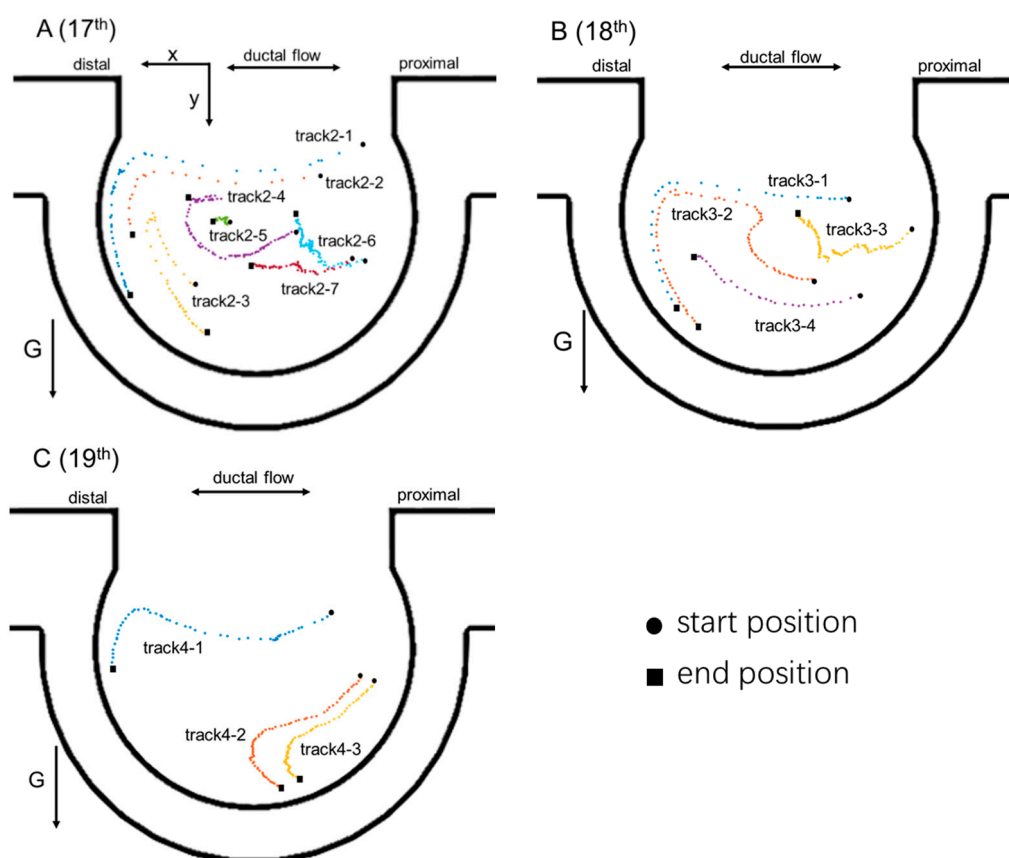 A (17th)
x
ductal flow
distal
proximal
y
track2-1
track2-2
track2-4
track2-5
track2-6
track2-7
track2-3
G
B (18th)
ductal flow
distal
proximal
track3-1
track3-2
track3-3
track3-4
G
C (19th)
ductal flow
distal
proximal
track4-1
track4-2
track4-3
G
start position
end position